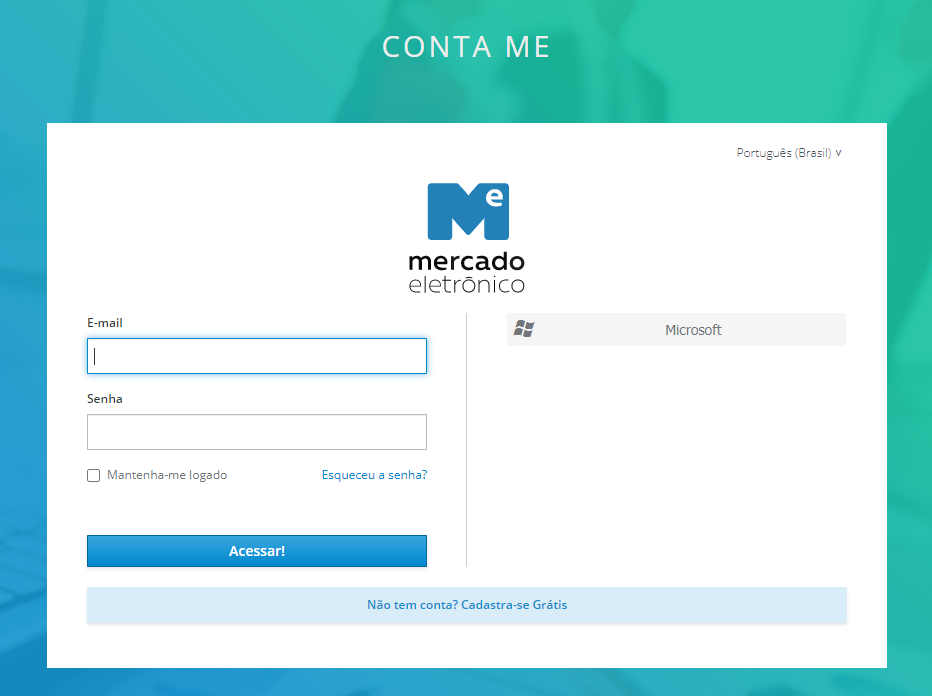 CONTA ME
Português (Brasil) v
Me
mercado
eletrônico
E-mail
Senha
Mantenha-me logado
Esqueceu a senha?
Acessar!
Microsoft
Não tem conta? Cadastra-se Grátis